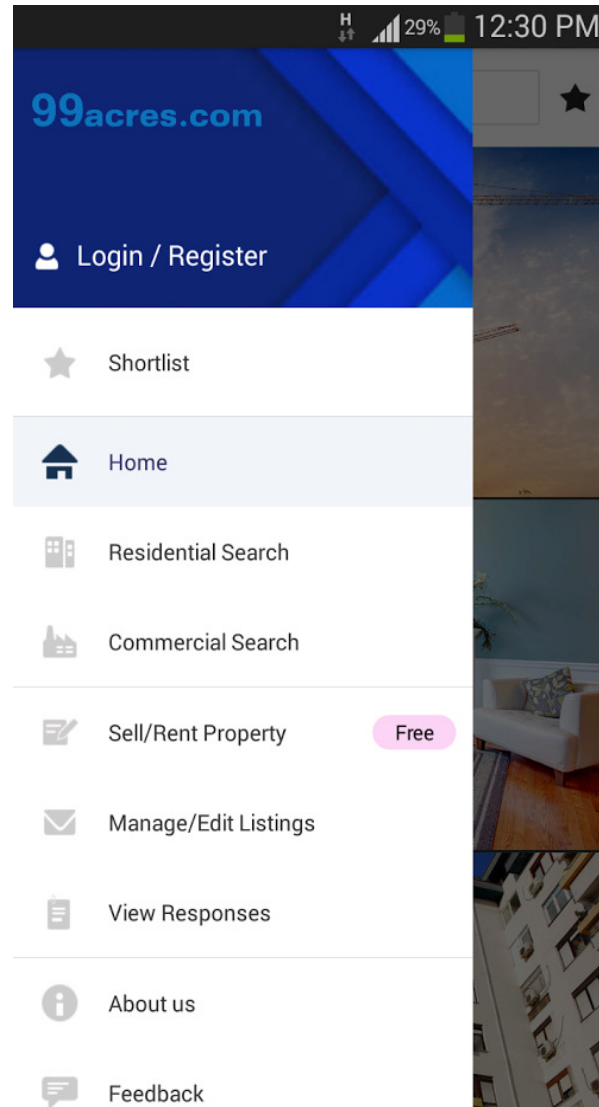 H 29% 12:30 PM
99acres.com
Login / Register
Shortlist
Home
Residential Search
Commercial Search
Sell/Rent Property Free
Manage/Edit Listings
View Responses
About us
Feedback